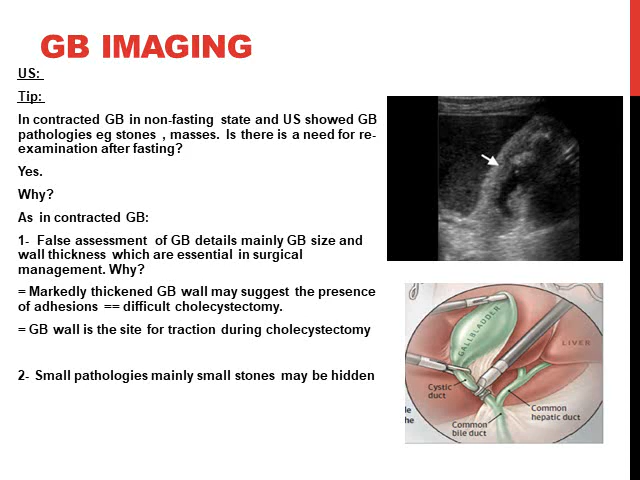 GB IMAGING
US:
Tip:
In contracted GB in non-fasting state and US showed GB
pathologies eg stones , masses. Is there is a need for re-
examination after fasting?
Yes.
Why?
As in contracted GB:
1- False assessment of GB details mainly GB size and
wall thickness which are essential in surgical
management. Why?
= Markedly thickened GB wall may suggest the presence
of adhesions == difficult cholecystectomy.
= GB wall is the site for traction during cholecystectomy
2- Small pathologies mainly small stones may be hidden
GALLBLADDER
LIVER
Cystic
duct
Common
hepatic duct
Common
bile duct
le
he